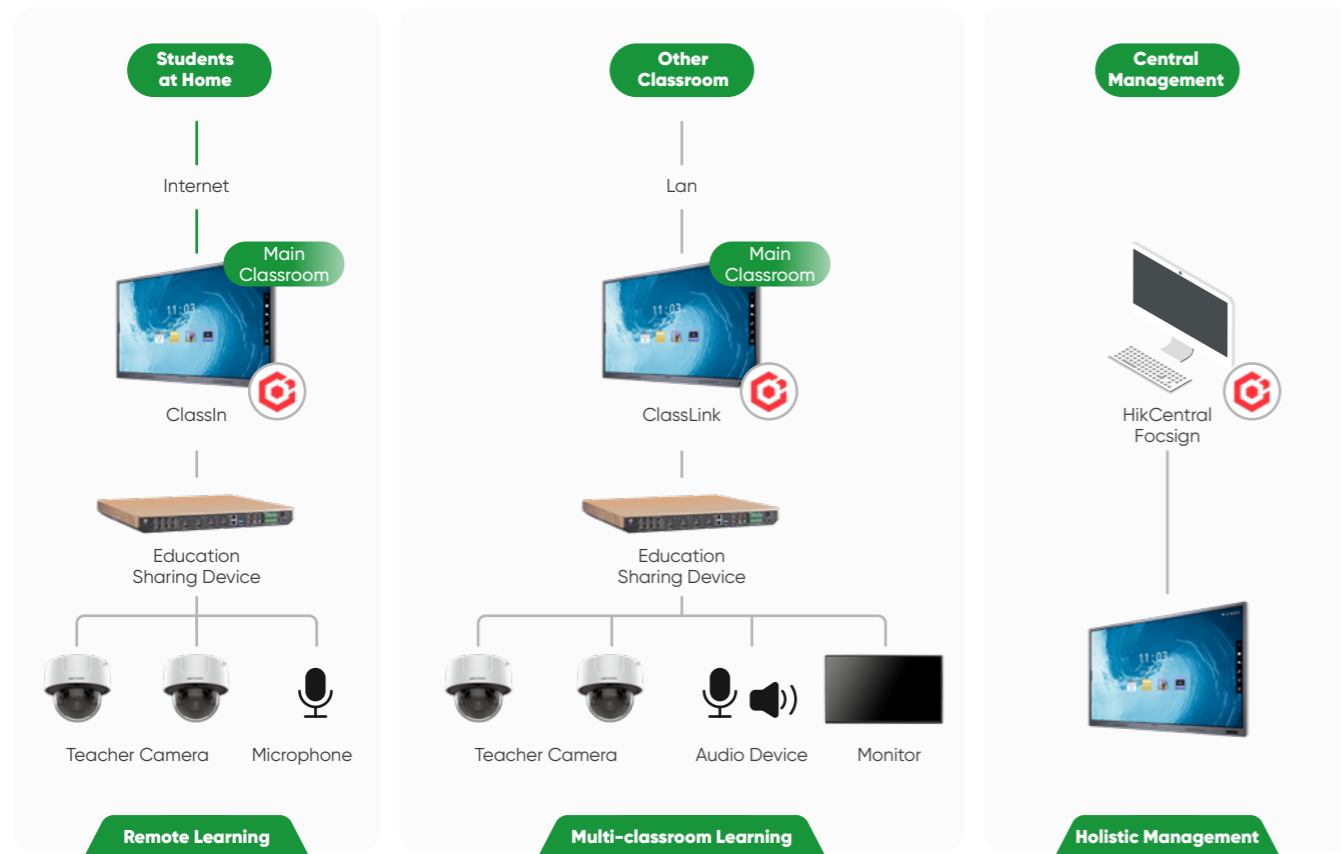 Students
at Home
Internet
Main
Classroom
11:03
ClassIn
Education
Sharing Device
Teacher Camera
Microphone
Remote Learning
Other
Classroom
Lan
Main
Classroom
11:03
ClassLink
Education
Sharing Device
Teacher Camera
Audio Device
Monitor
Multi-classroom Learning
Central
Management
HikCentral
Focsign
11:03
Holistic Management